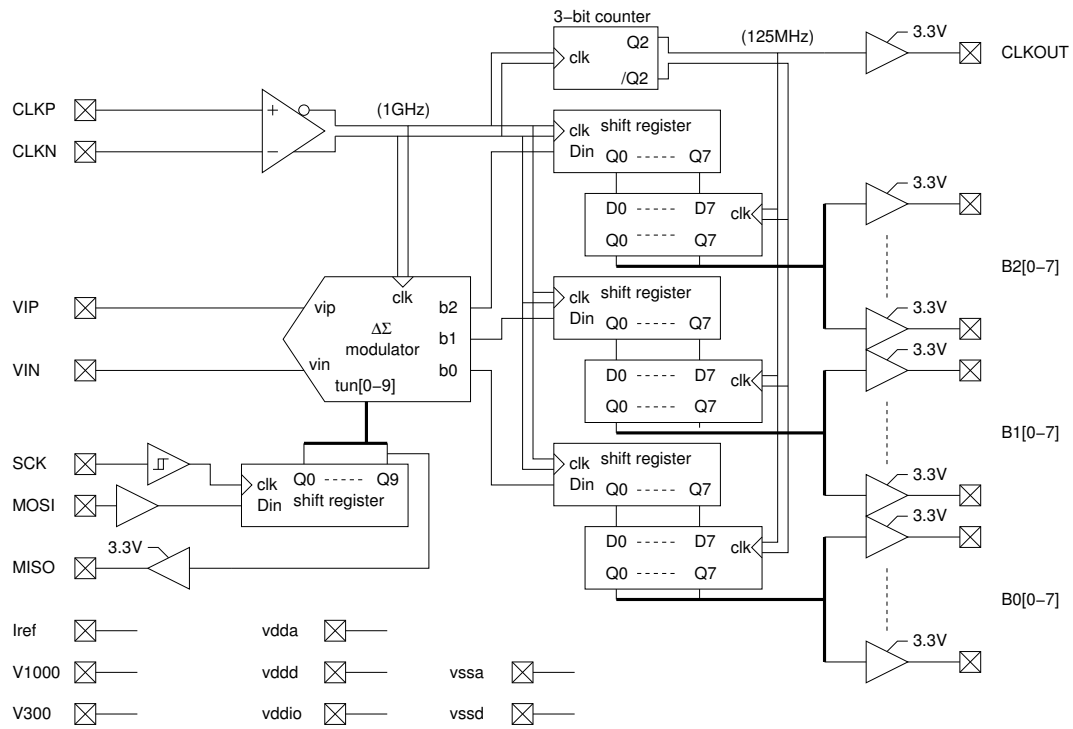 3−bit counter
Q2
clk
/Q2
(125MHz)
3.3V
CLKOUT
CLKP
CLKN
+
−
(1GHz)
clk shift register
Din
Q0 ----- Q7
D0 ----- D7
clk
Q0 Q7
3.3V
B2[0−7]
3.3V
VIP
VIN
clk
vip
vin
ΔΣ
modulator
tun[0−9]
b2
b1
b0
clk shift register
Din
Q0 ----- Q7
D0 ----- D7
clk
Q0 ----- Q7
3.3V
B1[0−7]
3.3V
SCK
MOSI
MISO
clk Q0 ----- Q9
Din shift register
3.3V
clk shift register
Din
Q0 ----- Q7
D0 ----- D7
clk
Q0 ----- Q7
3.3V
B0[0−7]
3.3V
Iref vdda
V1000 vddd vssa
V300 vddio vssd